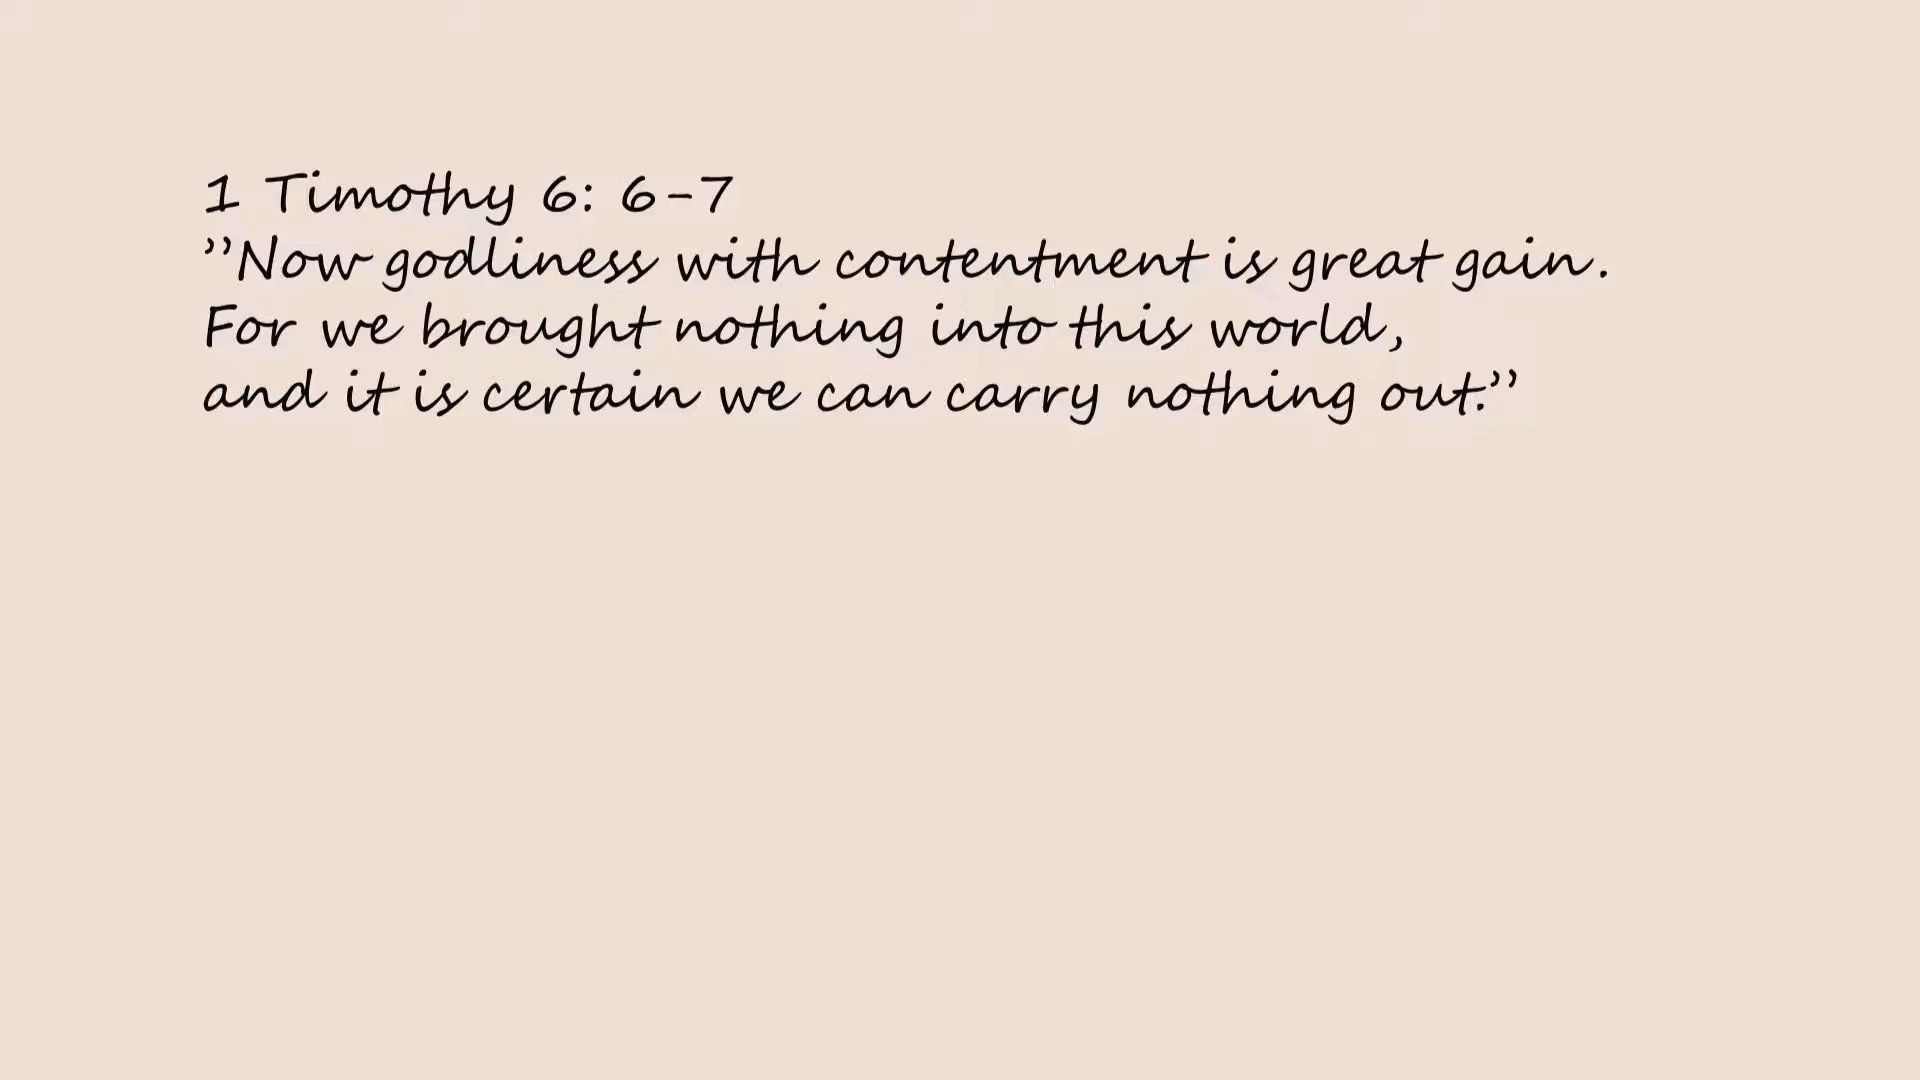 1 Timothy 6: 6-7
”Now godliness with contentment is great gain.
For we brought nothing into this world,
and it is certain we can carry nothing out.”